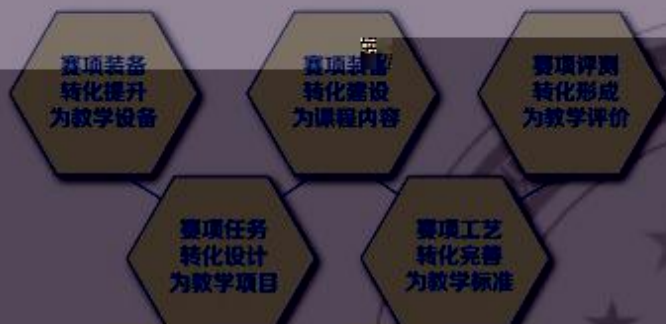 赛项装备
转化提升
为教学设备
赛项任务
转化设计
为教学项目
赛项装备
转化建设
为课程内容
赛项工艺
转化完善
为教学标准
赛项评测
转化形成
为教学评价